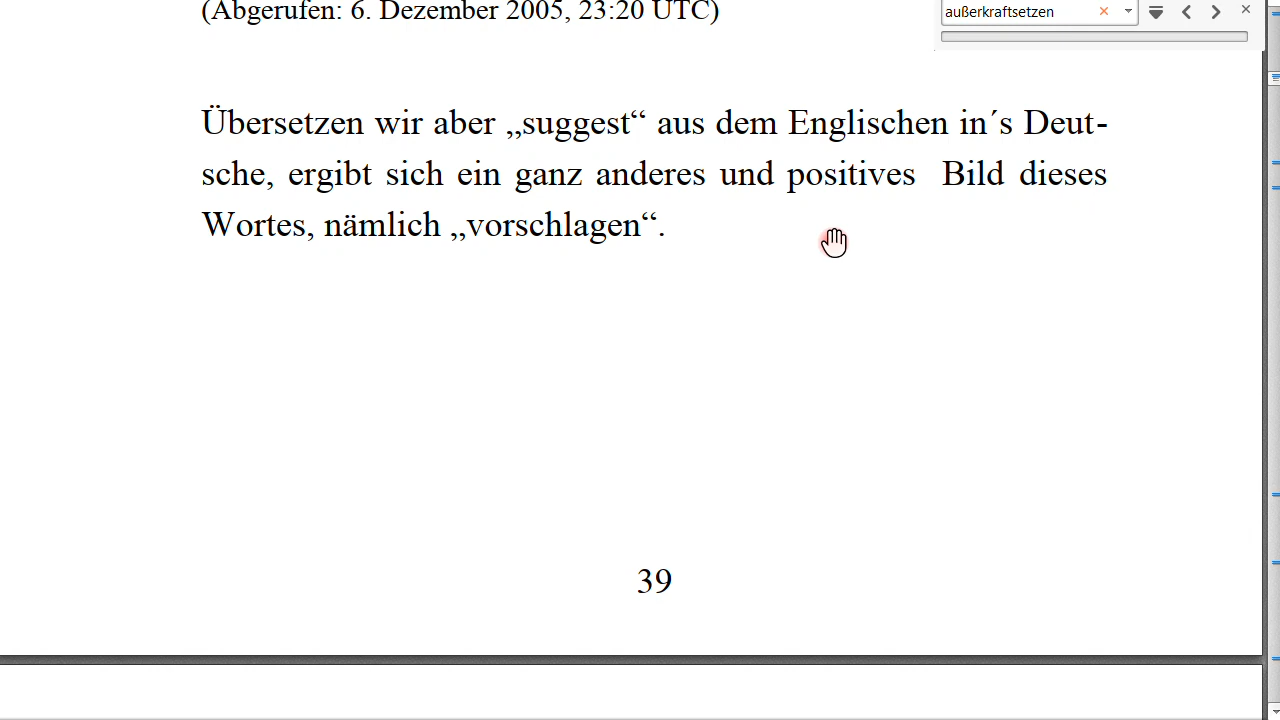 (Abgerufen: 6. Dezember 2005, 23:20 UTC)
außerkraftsetzen
Übersetzen wir aber „suggest“ aus dem Englischen in´s Deut-
sche, ergibt sich ein ganz anderes und positives  Bild dieses
Wortes, nämlich „vorschlagen“.
39